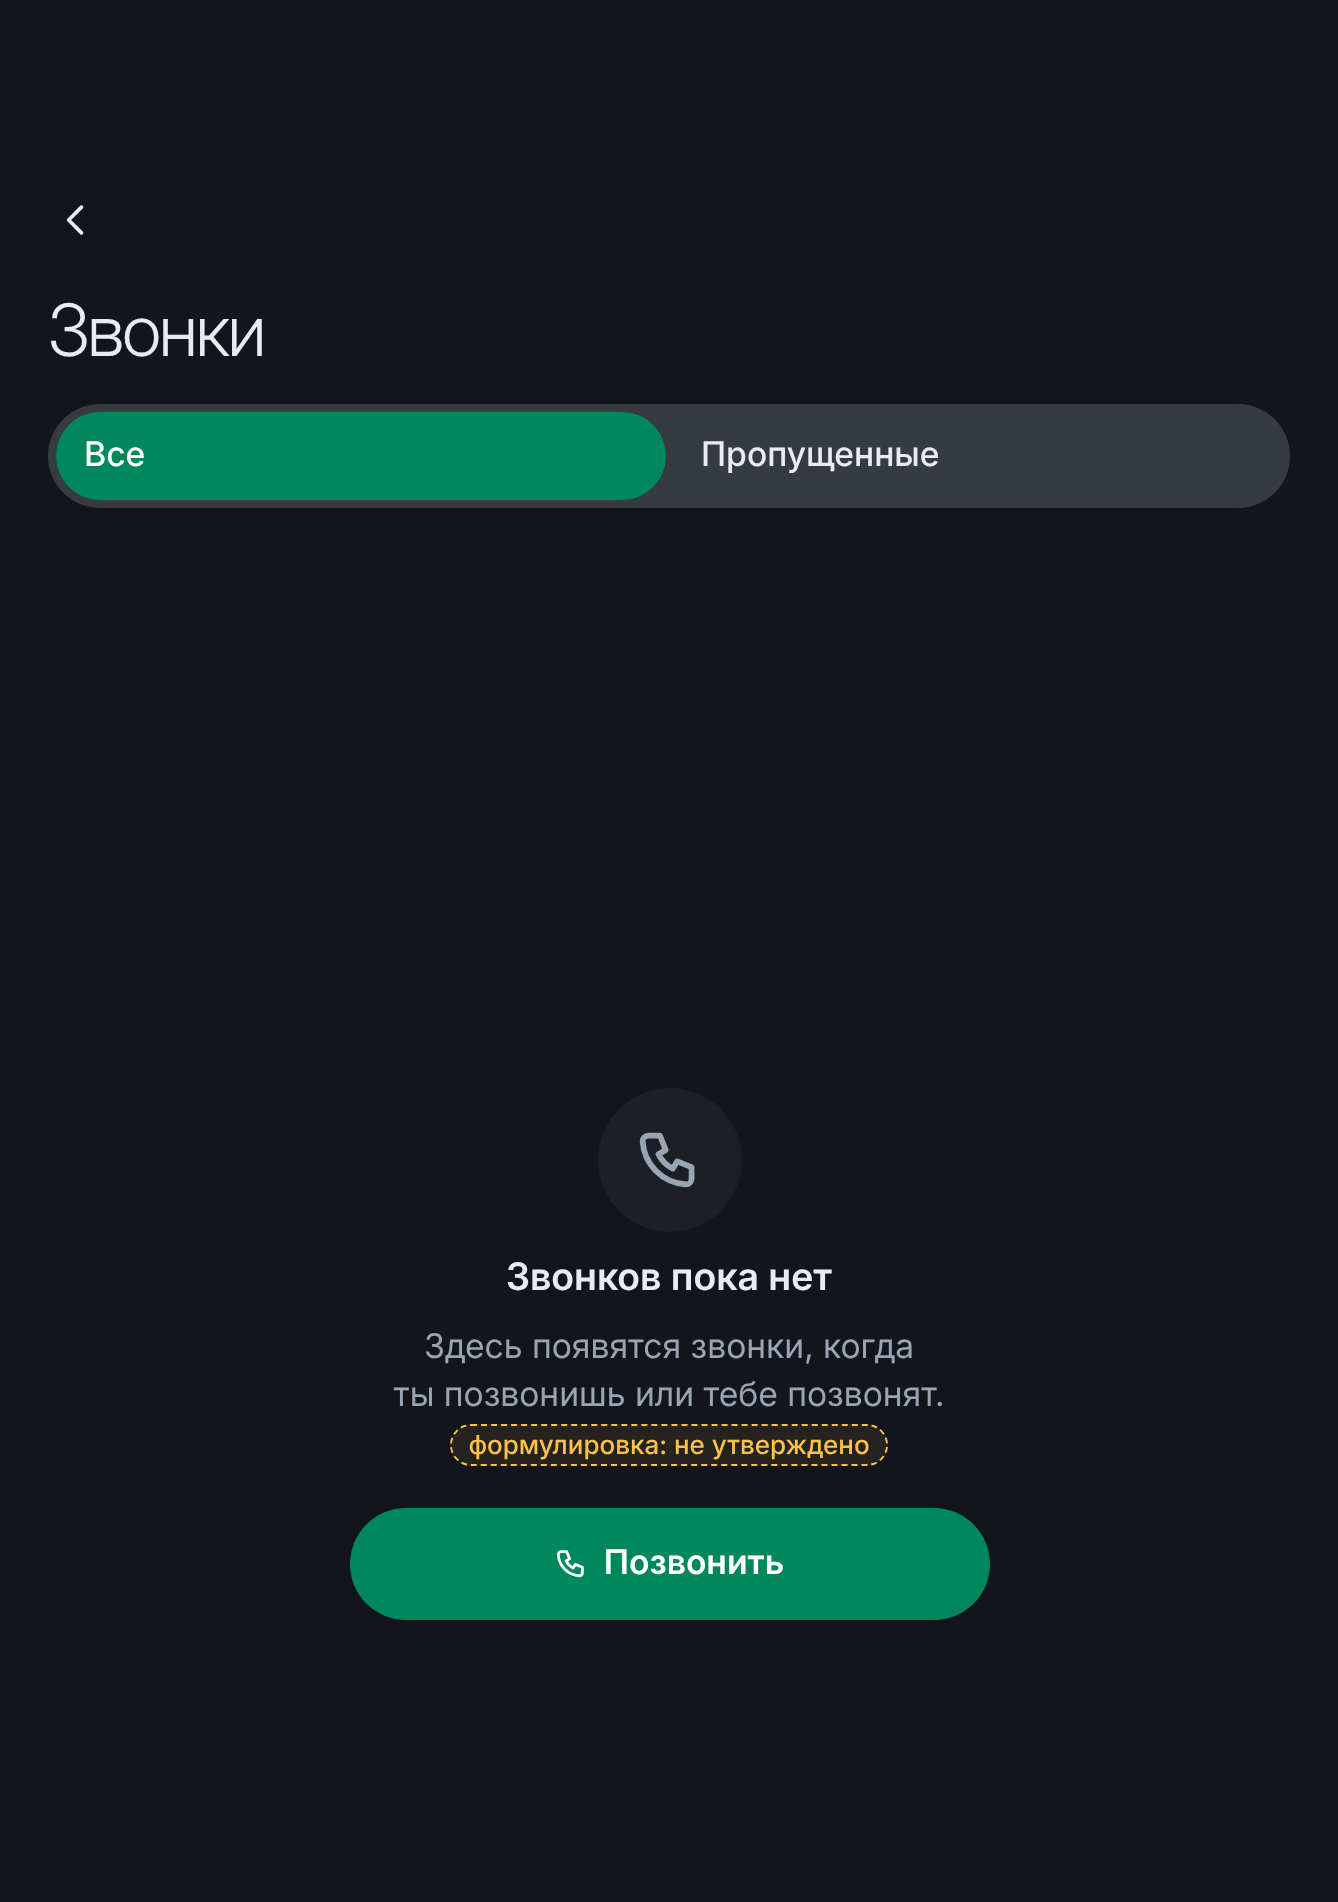 Звонки
Все
Пропущенные
Звонков пока нет
Здесь появятся звонки, когда
ты позвонишь или тебе позвонят.
формулировка: не утверждено
Позвонить